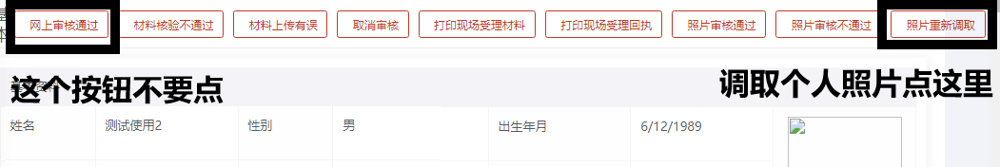 网上审核通过 材料核验不通过 材料上传有误 取消审核 打印现场受理材料 打印现场受理回执 照片审核通过 照片审核不通过 照片重新调取
这个按钮不要点 调取个人照片点这里
姓名 测试使用2 性别 男 出生年月 6/12/1989